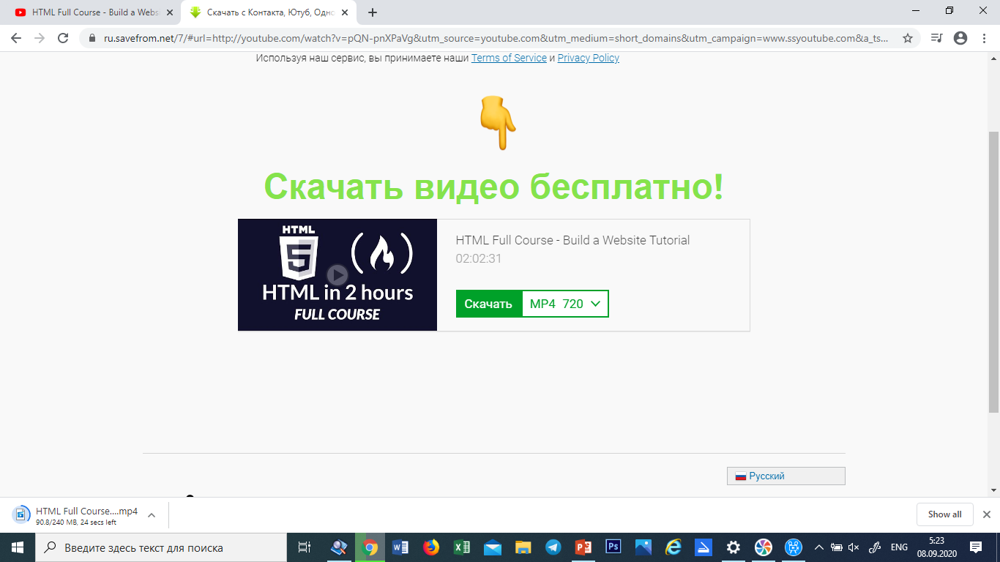 HTML Full Course - Build a Websi
Скачать с Контакта, Ютуб, Одно
ru.savefrom.net/7/#url=http://youtube.com/watch?v=pQN-pnXPaVg&utm_source=youtube.com&utm_medium=short_domains&utm_campaign=www.ssyoutube.com&a_ts...
Используя наш сервис, вы принимаете наши Terms of Service и Privacy Policy
Скачать видео бесплатно!
HTML
5
HTML in 2 hours
FULL COURSE
HTML Full Course - Build a Website Tutorial
02:02:31
Скачать MP4 720
Русский
HTML Full Course....mp4
90.8/240 MB, 24 secs left
Show all
Введите здесь текст для поиска
ENG
5:23
08.09.2020